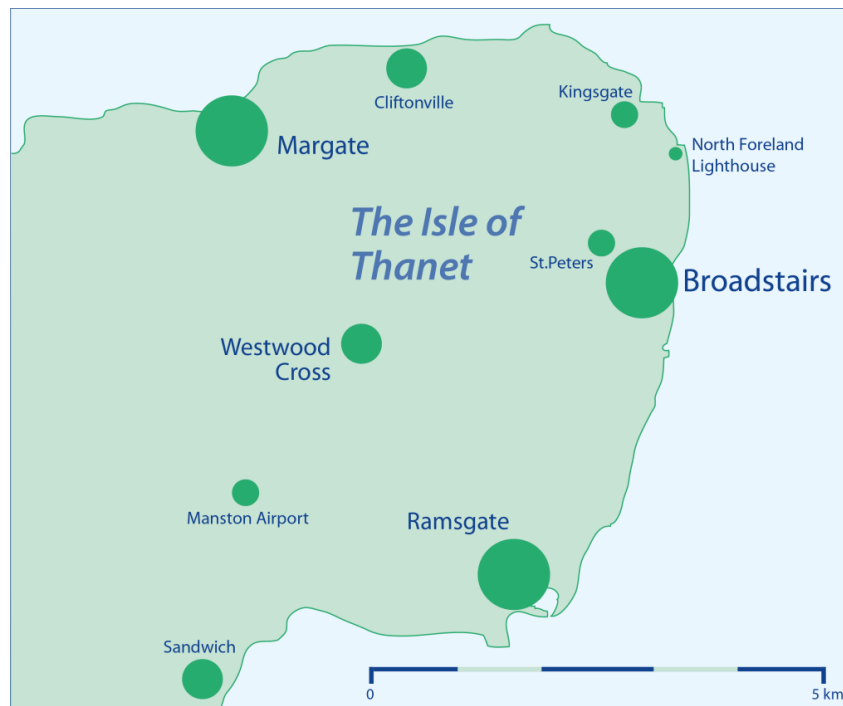 Cliftonville
Kingsgate
Margate
North Foreland
Lighthouse
The Isle of
Thanet
St.Peters
Broadstairs
Westwood
Cross
Manston Airport
Ramsgate
Sandwich
0
5 km